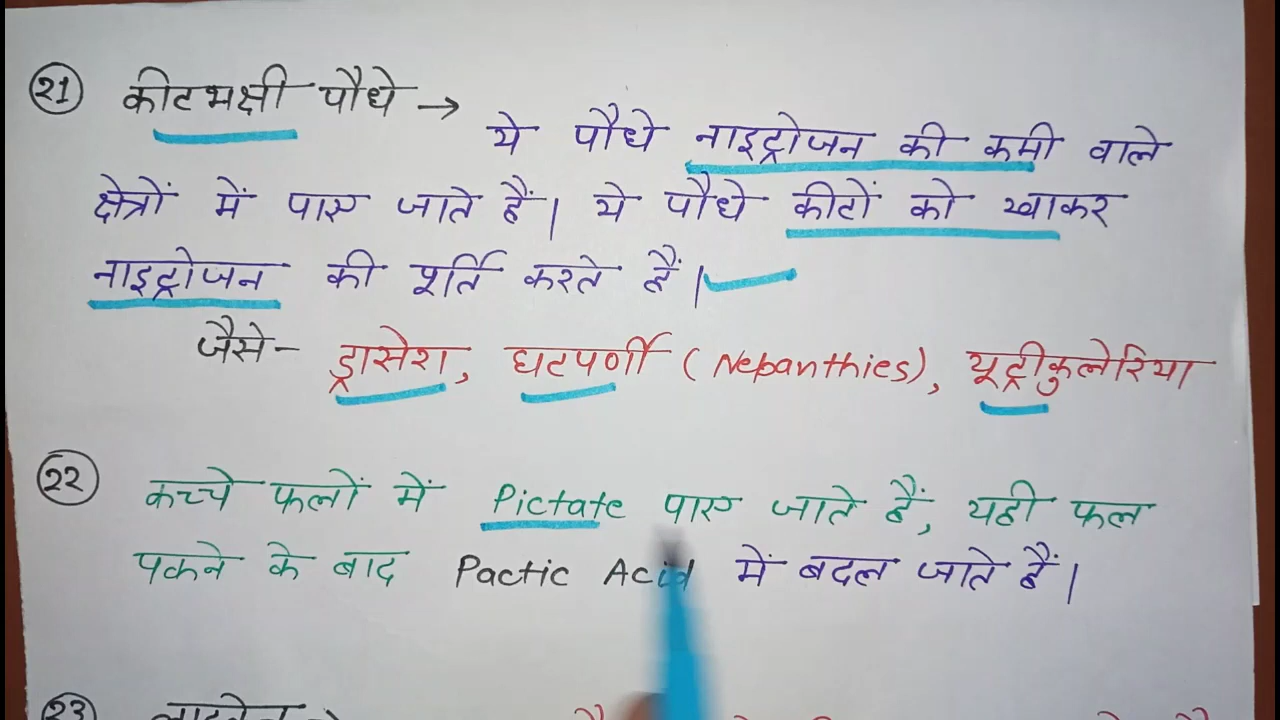 21 कीटभक्षी पौधे →
ये पौधे नाइट्रोजन की कमी वाले
क्षेत्रों में पाए जाते हैं। ये पौधे कीटों को खाकर
नाइट्रोजन की पूर्ति करते हैं।
जैसे- ड्रासेरा, घटपर्णी (Nepanthies), यूट्रीकुलेरिया
22 कच्चे फलों में Pictate पाए जाते हैं, यही फल
पकने के बाद Pactic Acid में बदल जाते हैं।
23